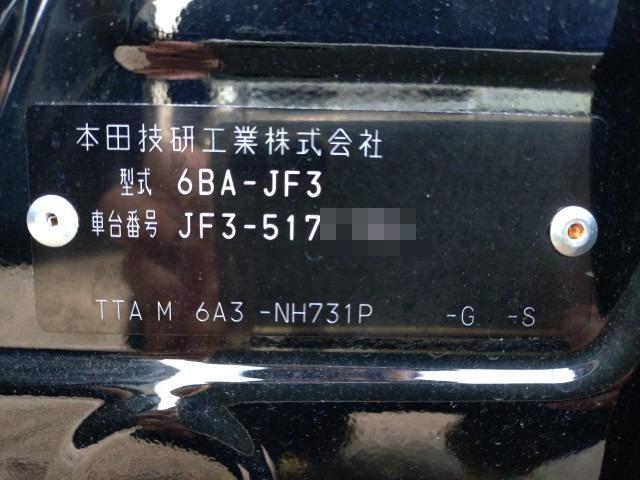 本田技研工業株式会社
型式 6BA-JF3
車台番号 JF3-517
TTA M 6A3 -NH731P -G -S